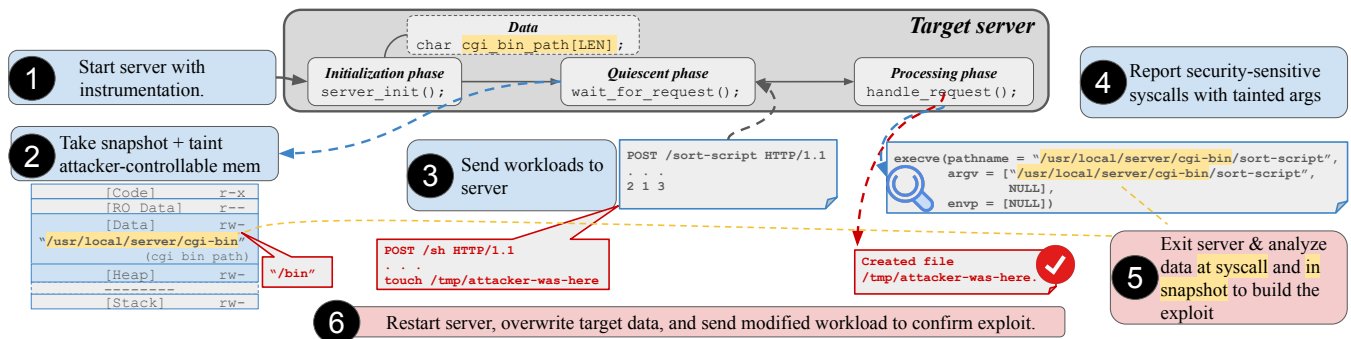 Target server
Data
char cgi_bin_path[LEN];
Initialization phase
server_init();
Quiescent phase
wait_for_request();
Processing phase
handle_request();
1
Start server with
instrumentation.
2
Take snapshot + taint
attacker-controllable mem
[Code] r-x
[RO Data] r--
[Data] rw-
“/usr/local/server/cgi-bin”
(cgi bin path)
[Heap] rw-
--------
[Stack] rw-
“/bin”
3
Send workloads to
server
POST /sort-script HTTP/1.1
. . .
2 1 3
POST /sh HTTP/1.1
. . .
touch /tmp/attacker-was-here
4
Report security-sensitive
syscalls with tainted args
execve(pathname = “/usr/local/server/cgi-bin/sort-script”,
argv = [“/usr/local/server/cgi-bin/sort-script”,
NULL],
envp = [NULL])
Created file
/tmp/attacker-was-here.
5
Exit server & analyze
data at syscall and in
snapshot to build the
exploit
6
Restart server, overwrite target data, and send modified workload to confirm exploit.